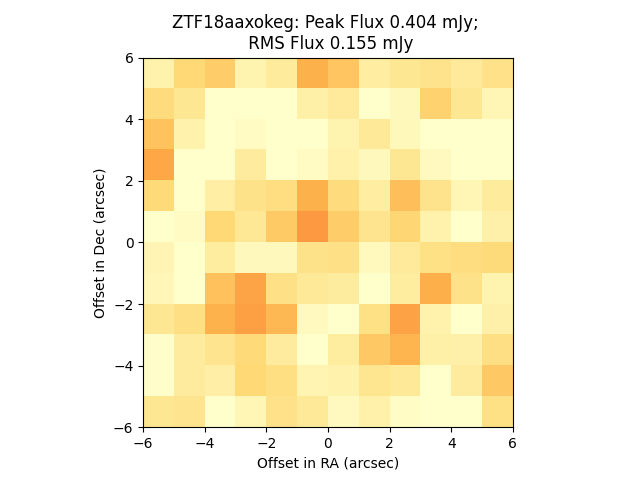 ZTF18aaxokeg: Peak Flux 0.404 mJy;
RMS Flux 0.155 mJy
6
4
2
0
−2
−4
−6
Offset in Dec (arcsec)
−6 −4 −2 0 2 4 6
Offset in RA (arcsec)